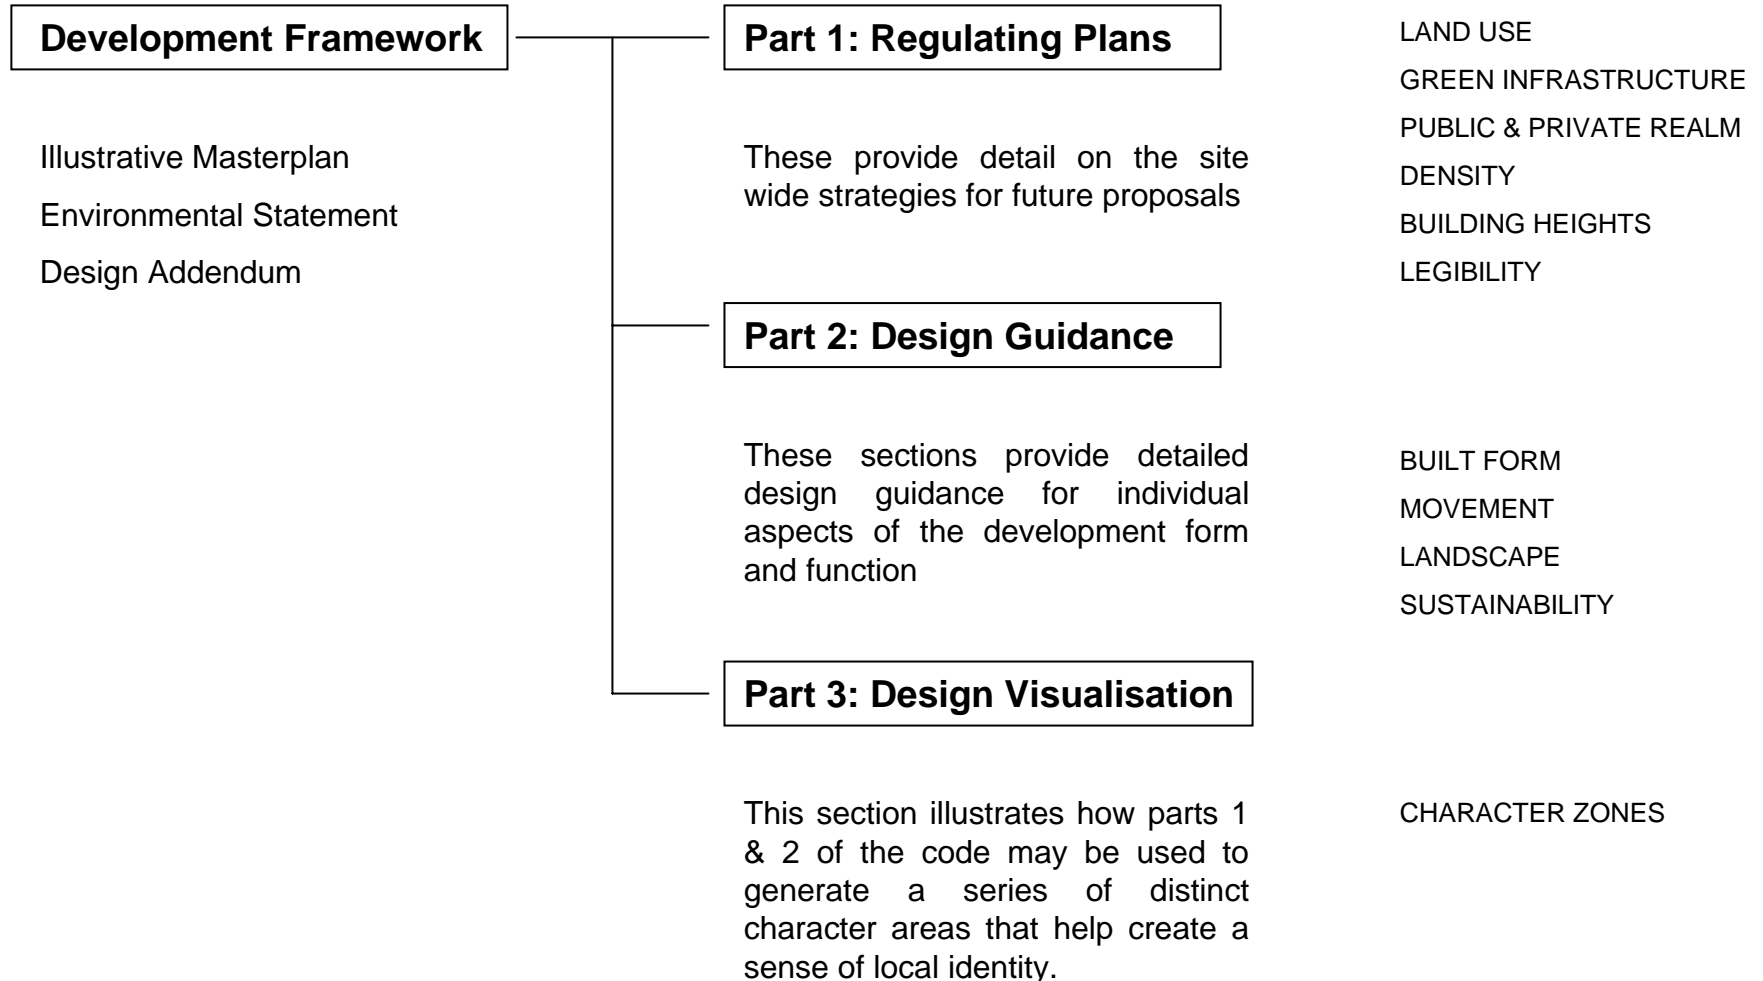 Development Framework
Illustrative Masterplan
Environmental Statement
Design Addendum
Part 1: Regulating Plans
These provide detail on the site
wide strategies for future proposals
LAND USE
GREEN INFRASTRUCTURE
PUBLIC & PRIVATE REALM
DENSITY
BUILDING HEIGHTS
LEGIBILITY
Part 2: Design Guidance
These sections provide detailed
design guidance for individual
aspects of the development form
and function
BUILT FORM
MOVEMENT
LANDSCAPE
SUSTAINABILITY
Part 3: Design Visualisation
This section illustrates how parts 1
& 2 of the code may be used to
generate a series of distinct
character areas that help create a
sense of local identity.
CHARACTER ZONES